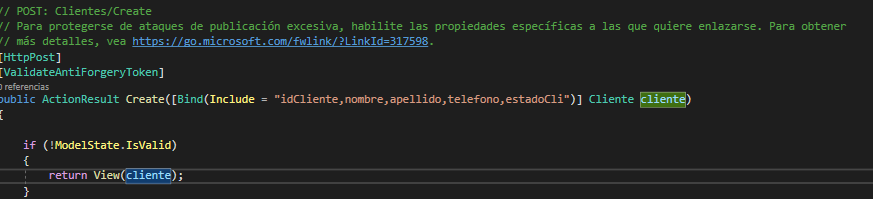 // POST: Clientes/Create
// Para protegerse de ataques de publicación excesiva, habilite las propiedades específicas a las que quiere enlazarse. Para obtener
// más detalles, vea https://go.microsoft.com/fwlink/?LinkId=317598.
[HttpPost]
[ValidateAntiForgeryToken]
0 referencias
public ActionResult Create([Bind(Include = "idCliente,nombre,apellido,telefono,estadoCli")] Cliente cliente)
{
if (!ModelState.IsValid)
{
return View(cliente);
}